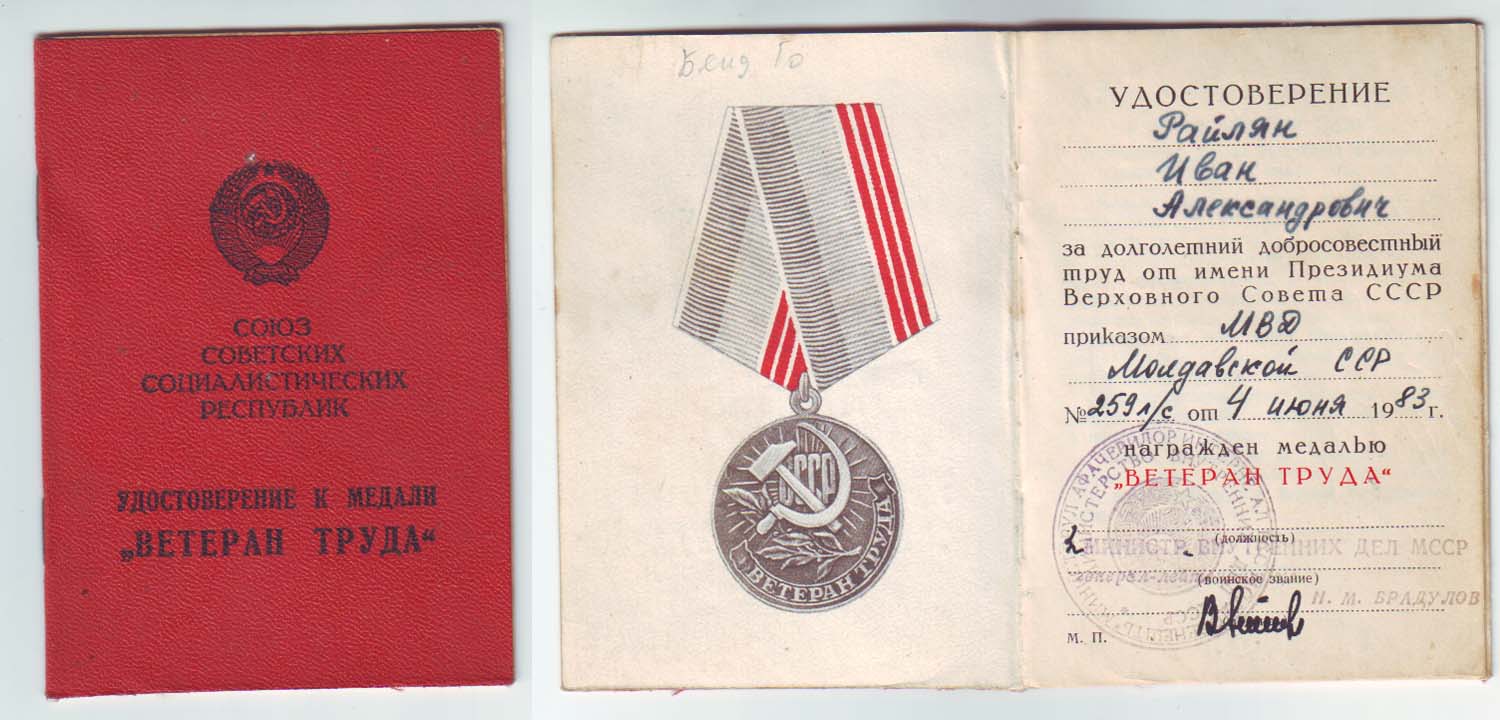 СОЮЗ
СОВЕТСКИХ
СОЦИАЛИСТИЧЕСКИХ
РЕСПУБЛИК
УДОСТОВЕРЕНИЕ К МЕДАЛИ
„ВЕТЕРАН ТРУДА“
СССР
ВЕТЕРАН ТРУДА
УДОСТОВЕРЕНИЕ
Райлян
Иван
Александрович
за долголетний добросовестный
труд от имени Президиума
Верховного Совета СССР
приказом МВД
Молдавской ССР
№ 259 л/с от 4 июня 1983 г.
награжден медалью
„ВЕТЕРАН ТРУДА“
(должность)
МИНИСТР ВНУТРЕННИХ ДЕЛ МССР
(воинское звание)
Н. М. БРАДУЛОВ
М. П.